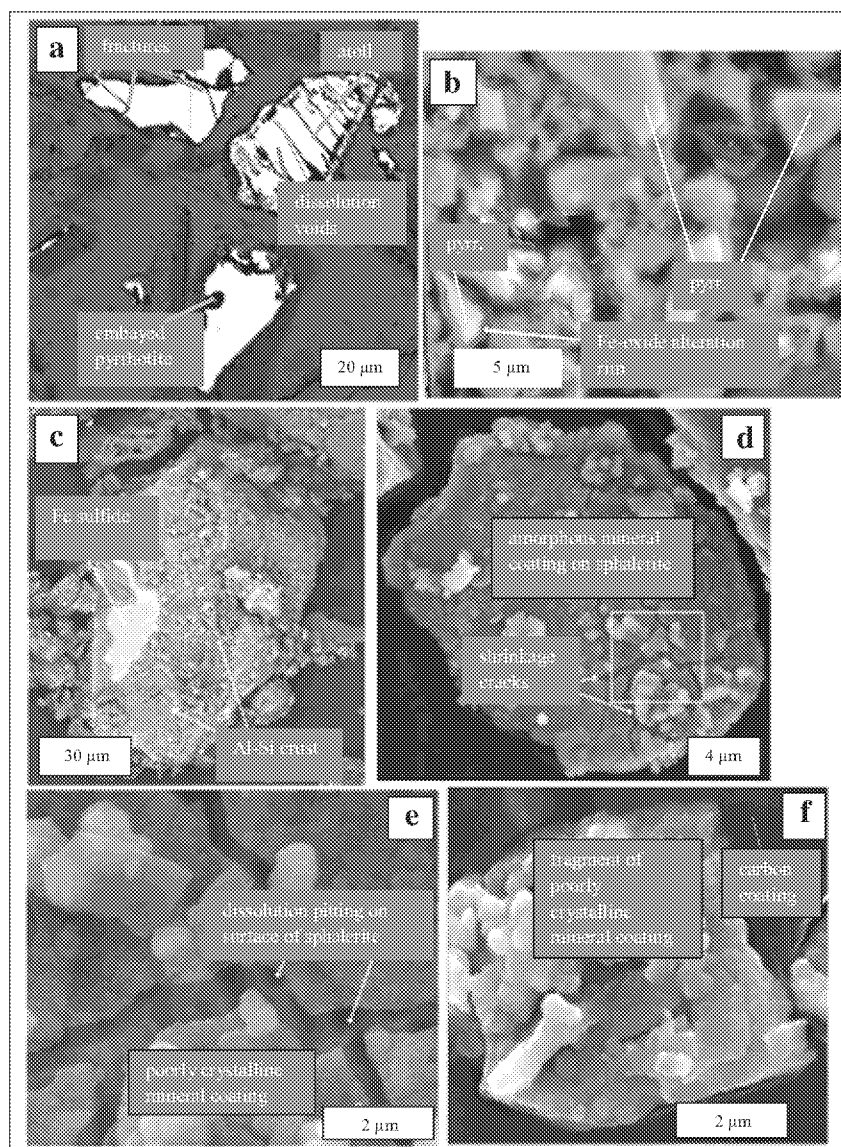 a
fractures
atoll
dissolution
voids
embayed
pyrrhotite
20 µm
b
pyrr.
pyrr.
Fe-oxide alteration
rim
5 µm
c
Fe sulfide
Al-Si crust
30 µm
d
amorphous mineral
coating on sphalerite
shrinkage
cracks
4 µm
e
dissolution pitting on
surface of sphalerite
poorly crystalline
mineral coating
2 µm
f
fragment of
poorly
crystalline
mineral coating
carbon
coating
2 µm